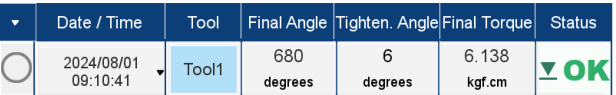 Date / Time Tool Final Angle Tighten. Angle Final Torque Status
2024/08/01 09:10:41 Tool1 680 degrees 6 degrees 6.138 kgf.cm OK